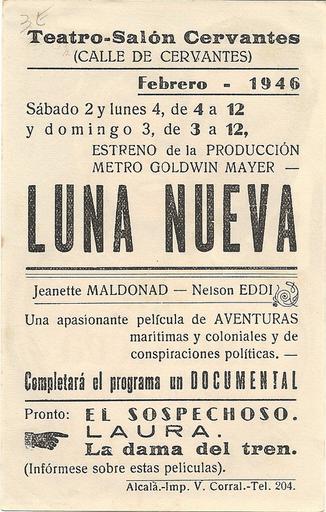 3€
Teatro-Salón Cervantes
(CALLE DE CERVANTES)
Febrero - 1946
Sábado 2 y lunes 4, de 4 a 12
y domingo 3, de 3 a 12,
ESTRENO de la PRODUCCIÓN
METRO GOLDWIN MAYER —
LUNA NUEVA
Jeanette MALDONAD — Nelson EDDI
Una apasionante película de AVENTURAS
maritimas y coloniales y de
conspiraciones políticas. —
Completará el programa un DOCUMENTAL
Pronto: EL SOSPECHOSO.
LAURA.
La dama del tren.
(Infórmese sobre estas películas).
Alcalà.-Imp. V. Corral.-Tel. 204.